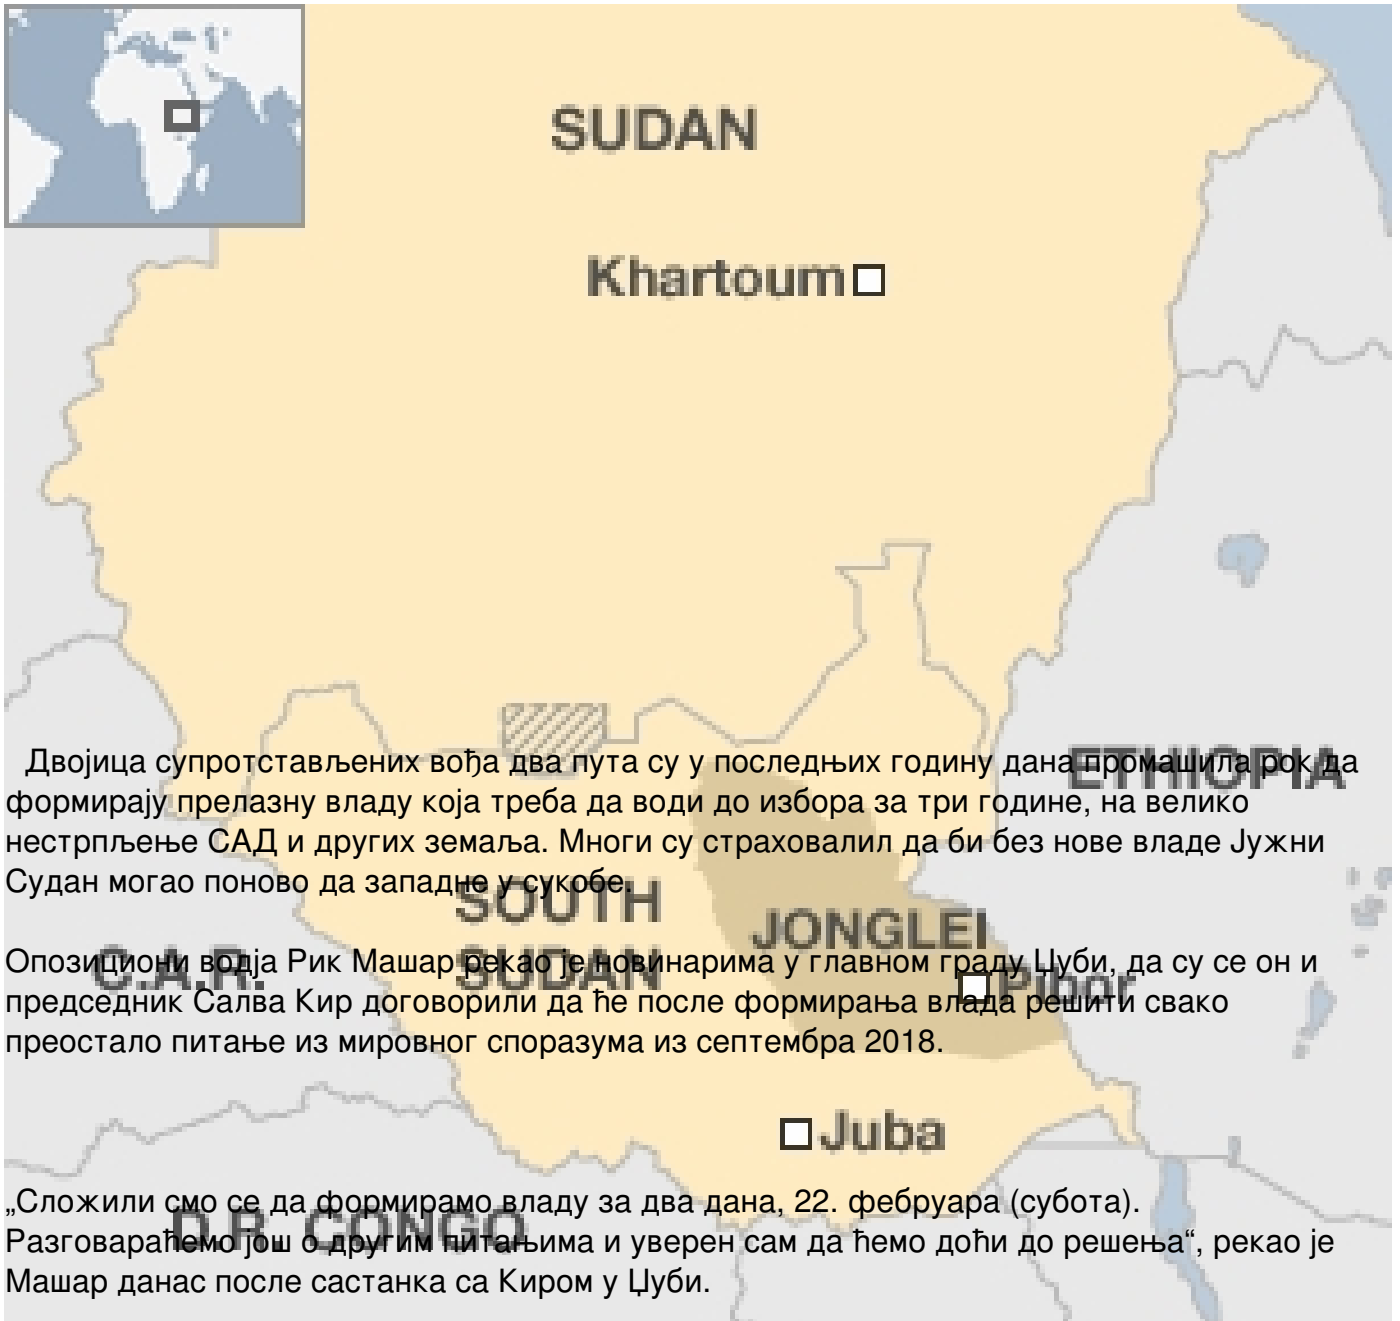 SUDAN
Khartoum
Двојица супротстављених вођа два пута су у последњих годину дана промашила рок да
ETHIOPIA
формирају прелазну владу која треба да води до избора за три године, на велико
нестрпљење САД и других земаља. Многи су страховалил да би без нове владе Јужни
Судан могао поново да западне у сукобе.
SOUTH
SUDAN
JONGLEI
C.A.R.
Опозициони водја Рик Машар рекао је новинарима у главном граду Џуби, да су се он и
Pibor
председник Салва Кир договорили да ће после формирања влада решити свако
преостало питање из мировног споразума из септембра 2018.
Juba
„Сложили смо се да формирамо владу за два дана, 22. фебруара (субота).
D.R. CONGO
Разговараћемо још о другим питањима и уверен сам да ћемо доћи до решења“, рекао је
Машар данас после састанка са Киром у Џуби.